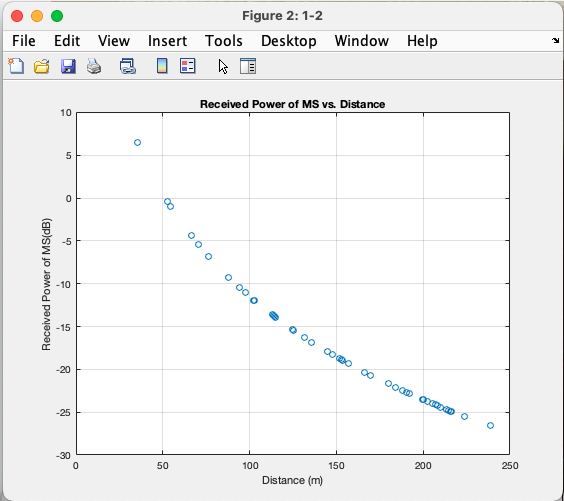 Figure 2: 1-2
File Edit View Insert Tools Desktop Window Help
Received Power of MS vs. Distance
10
5
0
-5
-10
-15
-20
-25
-30
Received Power of MS(dB)
0 50 100 150 200 250
Distance (m)